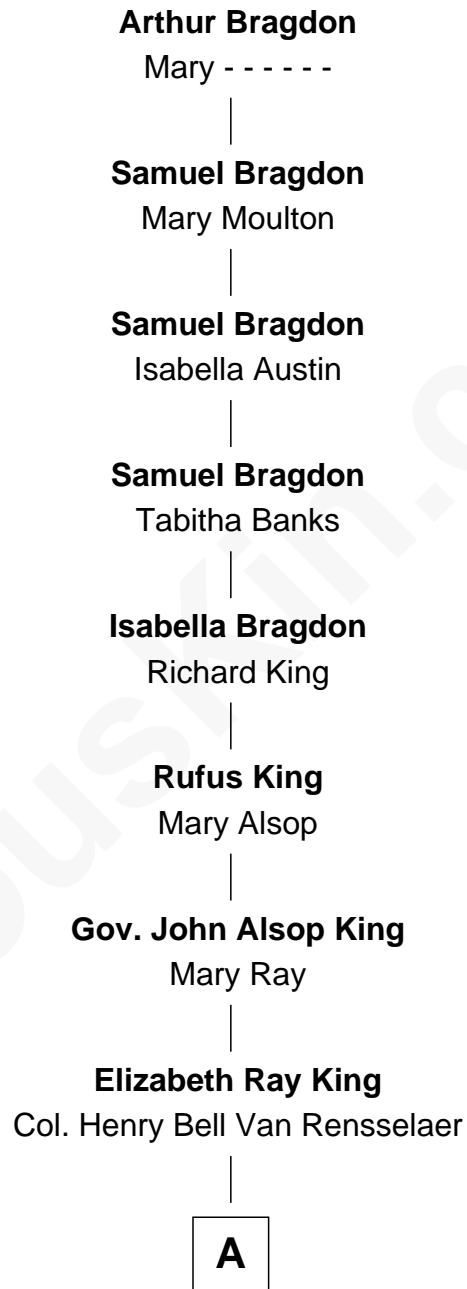 Arthur Bragdon
Mary - - - - - -
Samuel Bragdon
Mary Moulton
Samuel Bragdon
Isabella Austin
Samuel Bragdon
Tabitha Banks
Isabella Bragdon
Richard King
Rufus King
Mary Alsop
Gov. John Alsop King
Mary Ray
Elizabeth Ray King
Col. Henry Bell Van Rensselaer
A